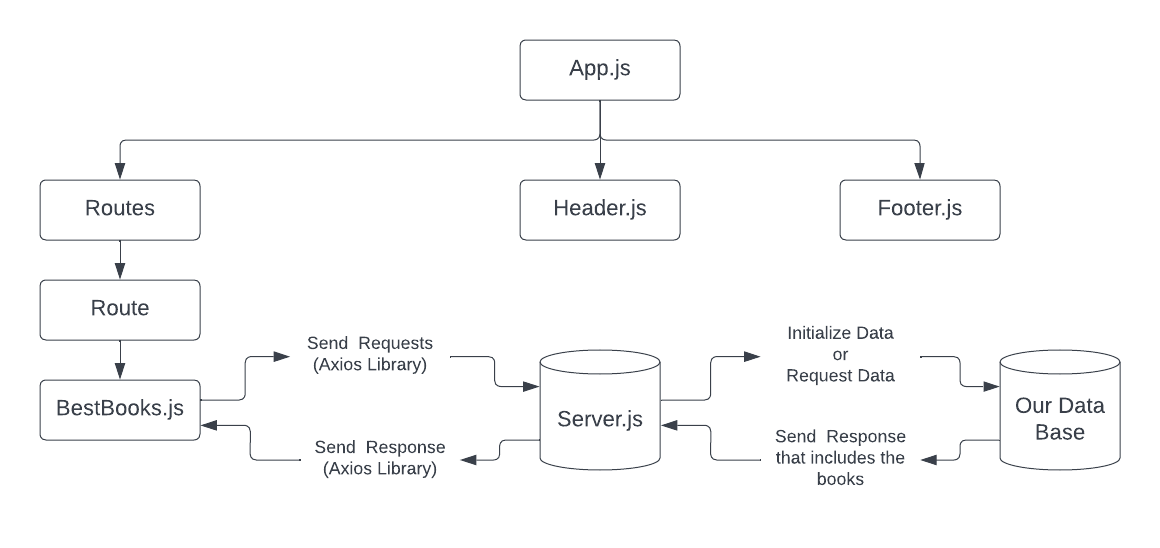 App.js
Routes
Header.js
Footer.js
Route
Send  Requests
(Axios Library)
Initialize Data
or
Request Data
BestBooks.js
Server.js
Our Data
Base
Send  Response
(Axios Library)
Send  Response
that includes the
books